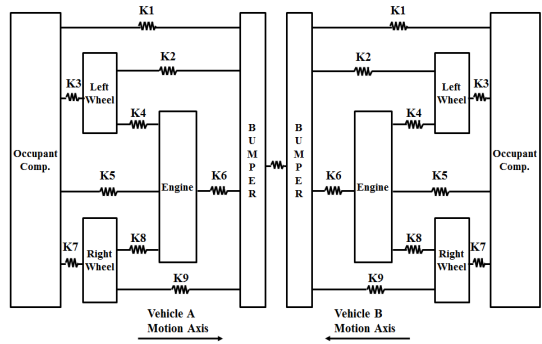 K1
K1
K2
K2
K3
Left
Wheel
Left
Wheel
K3
K4
K4
B
U
M
P
E
R
B
U
M
P
E
R
Occupant
Comp.
K5
Engine
K6
K6
Engine
K5
Occupant
Comp.
K7
Right
Wheel
K8
K8
Right
Wheel
K7
K9
K9
Vehicle A
Motion Axis
Vehicle B
Motion Axis